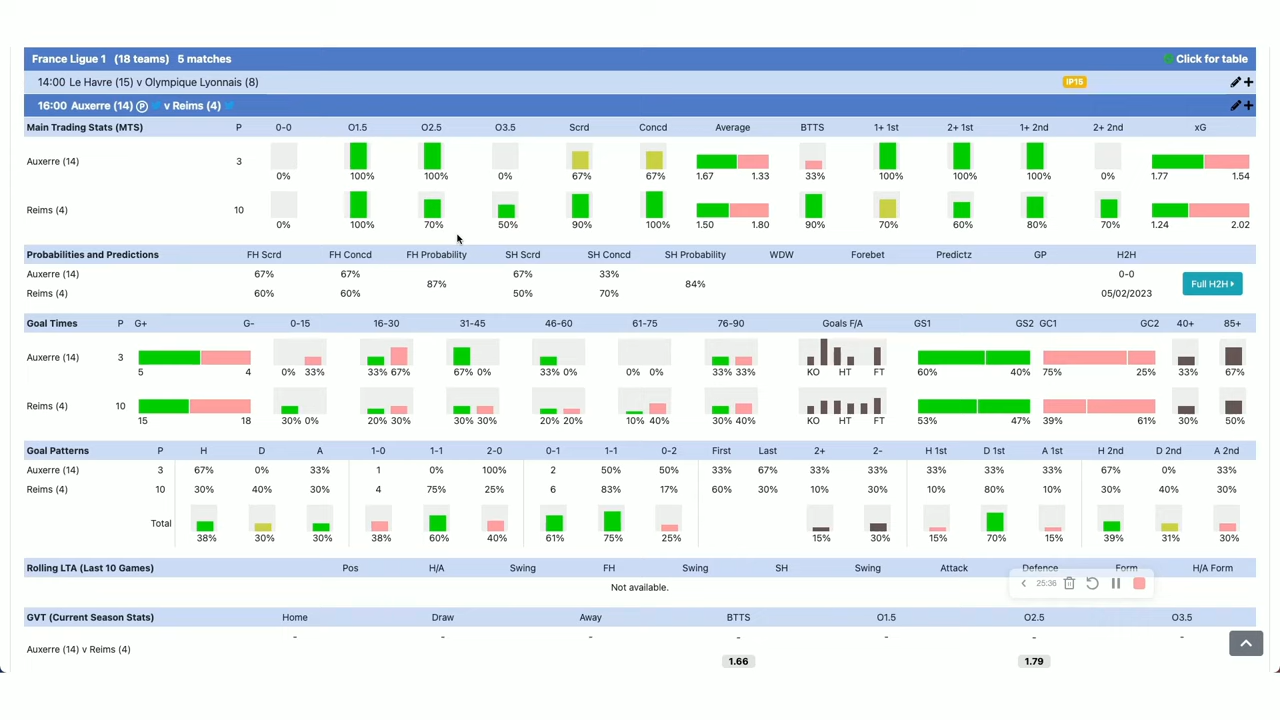 France Ligue 1 (18 teams) 5 matches Click for table
14:00 Le Havre (15) v Olympique Lyonnais (8) IP15
16:00 Auxerre (14) P v Reims (4)
Main Trading Stats (MTS) P 0-0 O1.5 O2.5 O3.5 Scrd Concd Average BTTS 1+ 1st 2+ 1st 1+ 2nd 2+ 2nd xG
Auxerre (14) 3 0% 100% 100% 0% 67% 67% 1.67 1.33 33% 100% 100% 100% 0% 1.77 1.54
Reims (4) 10 0% 100% 70% 50% 90% 100% 1.50 1.80 90% 70% 60% 80% 70% 1.24 2.02
Probabilities and Predictions FH Scrd FH Concd FH Probability SH Scrd SH Concd SH Probability WDW Forebet Predictz GP H2H
Auxerre (14) 67% 67% 67% 33% 0-0
87% 84% Full H2H
Reims (4) 60% 60% 50% 70% 05/02/2023
Goal Times P G+ G- 0-15 16-30 31-45 46-60 61-75 76-90 Goals F/A GS1 GS2 GC1 GC2 40+ 85+
Auxerre (14) 3 5 4 0% 33% 33% 67% 67% 0% 33% 0% 0% 0% 33% 33% KO HT FT 60% 40% 75% 25% 33% 67%
Reims (4) 10 15 18 30% 0% 20% 30% 30% 30% 20% 20% 10% 40% 30% 40% KO HT FT 53% 47% 39% 61% 30% 50%
Goal Patterns P H D A 1-0 1-1 2-0 0-1 1-1 0-2 First Last 2+ 2- H 1st D 1st A 1st H 2nd D 2nd A 2nd
Auxerre (14) 3 67% 0% 33% 1 0% 100% 2 50% 50% 33% 67% 33% 33% 33% 33% 33% 67% 0% 33%
Reims (4) 10 30% 40% 30% 4 75% 25% 6 83% 17% 60% 30% 10% 30% 10% 80% 10% 30% 40% 30%
Total 38% 30% 30% 38% 60% 40% 61% 75% 25% 15% 30% 15% 70% 15% 39% 31% 30%
Rolling LTA (Last 10 Games) Pos H/A Swing FH Swing SH Swing Attack Defence Form H/A Form
25:36
Not available.
GVT (Current Season Stats) Home Draw Away BTTS O1.5 O2.5 O3.5
- - - - - - -
Auxerre (14) v Reims (4)
1.66 1.79